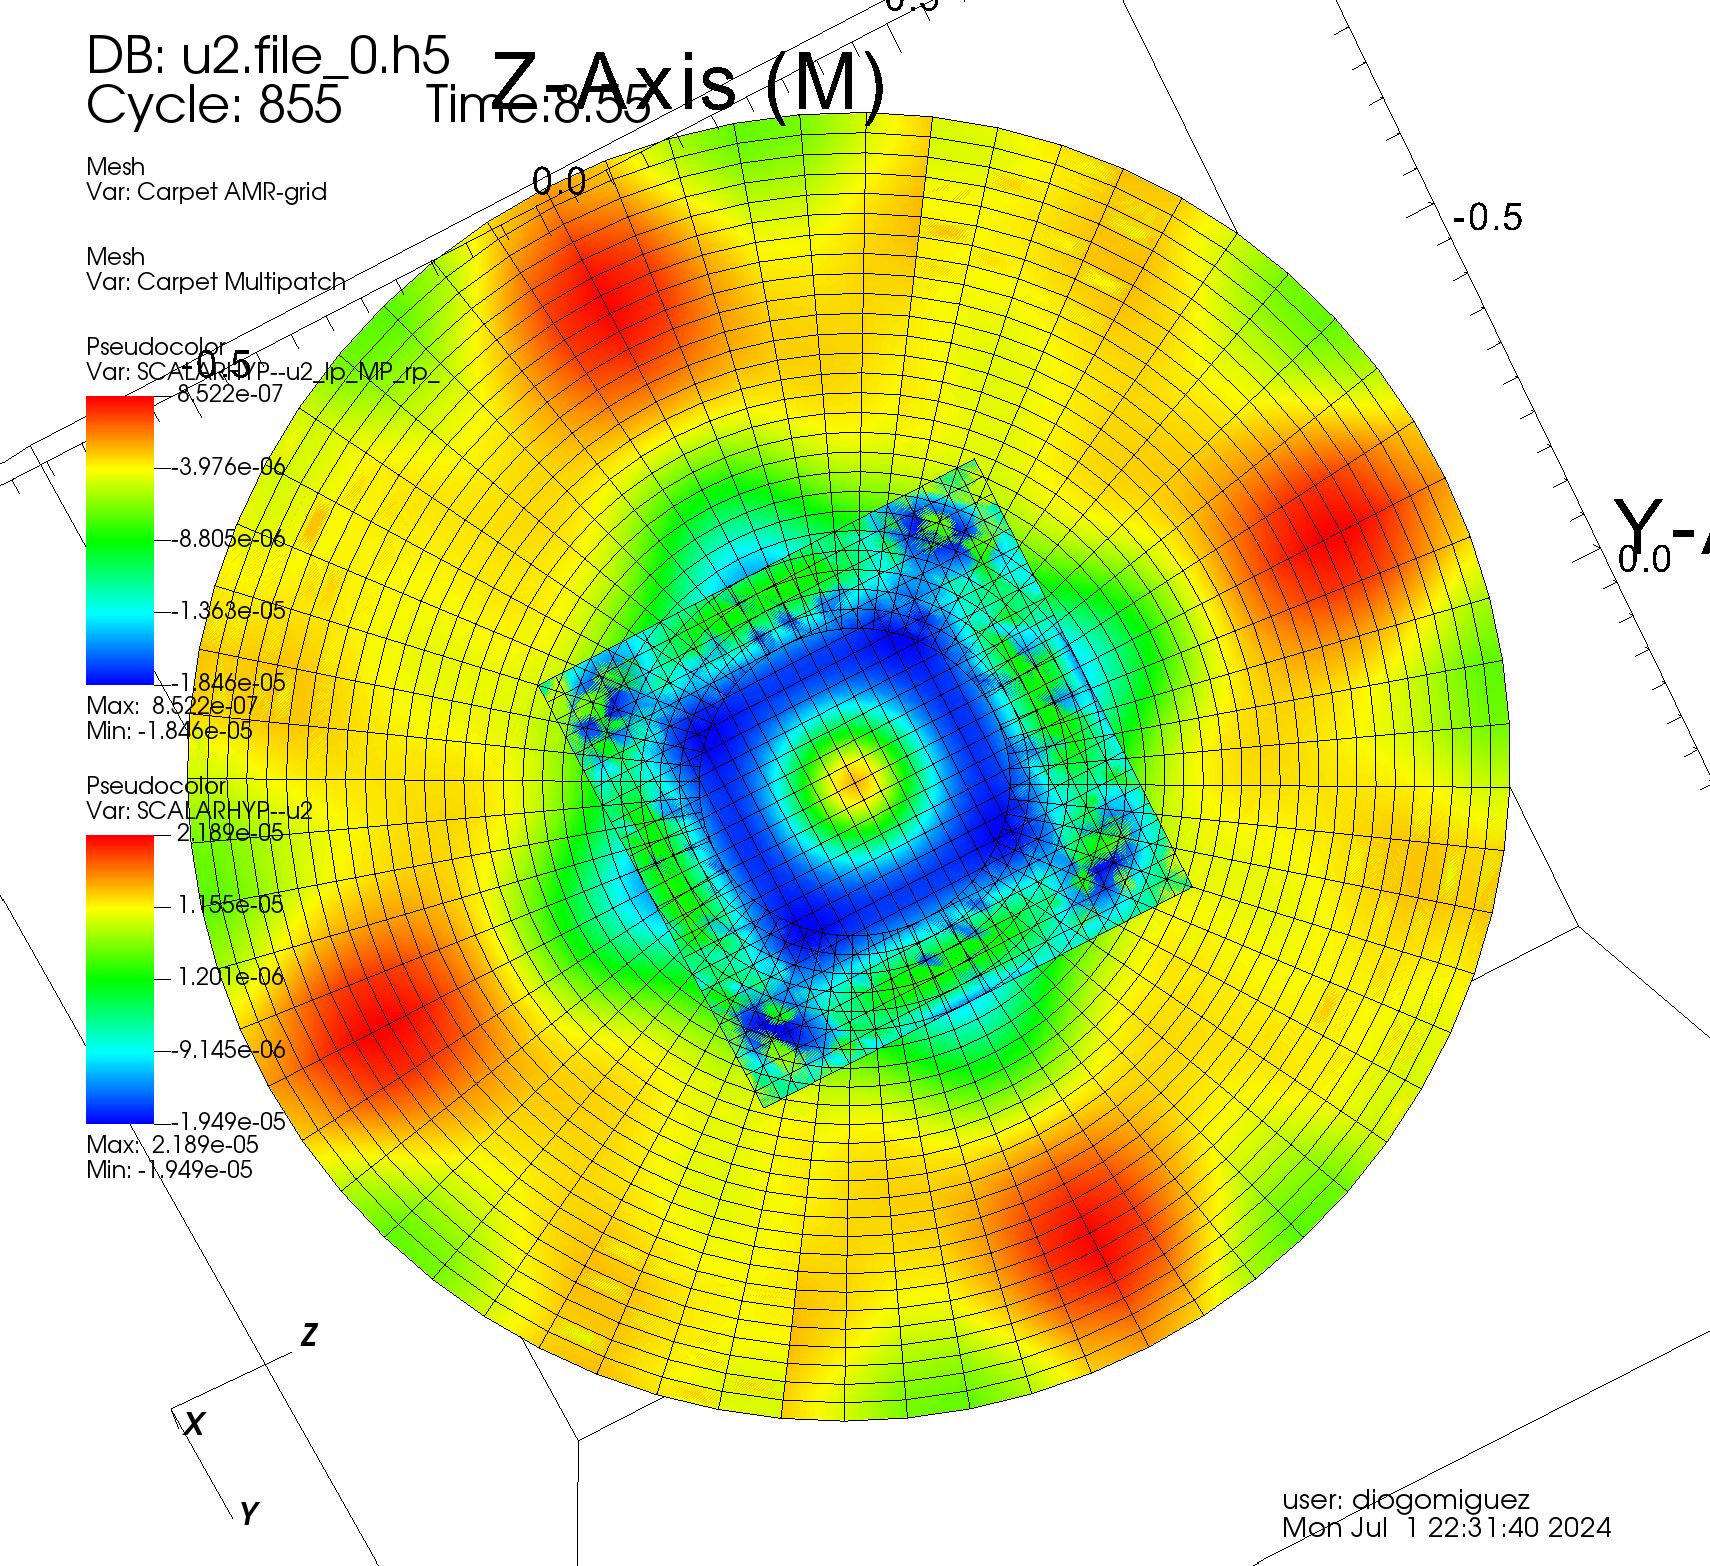 0.5
DB: u2.file_0.h5
Z-Axis (M)
Cycle: 855 Time:8.55
Mesh
Var: Carpet AMR-grid
0.0
-0.5
Mesh
Var: Carpet Multipatch
Pseudocolor
-0.5
Var: SCALARHYP--u2_lp_MP_rp_
8.522e-07
-3.976e-06
-8.805e-06
-1.363e-05
-1.846e-05
Max: 8.522e-07
Min: -1.846e-05
Y-A
0.0
Pseudocolor
Var: SCALARHYP--u2
2.189e-05
1.155e-05
1.201e-06
-9.145e-06
-1.949e-05
Max: 2.189e-05
Min: -1.949e-05
Z
X
Y
user: diogomiguez
Mon Jul 1 22:31:40 2024